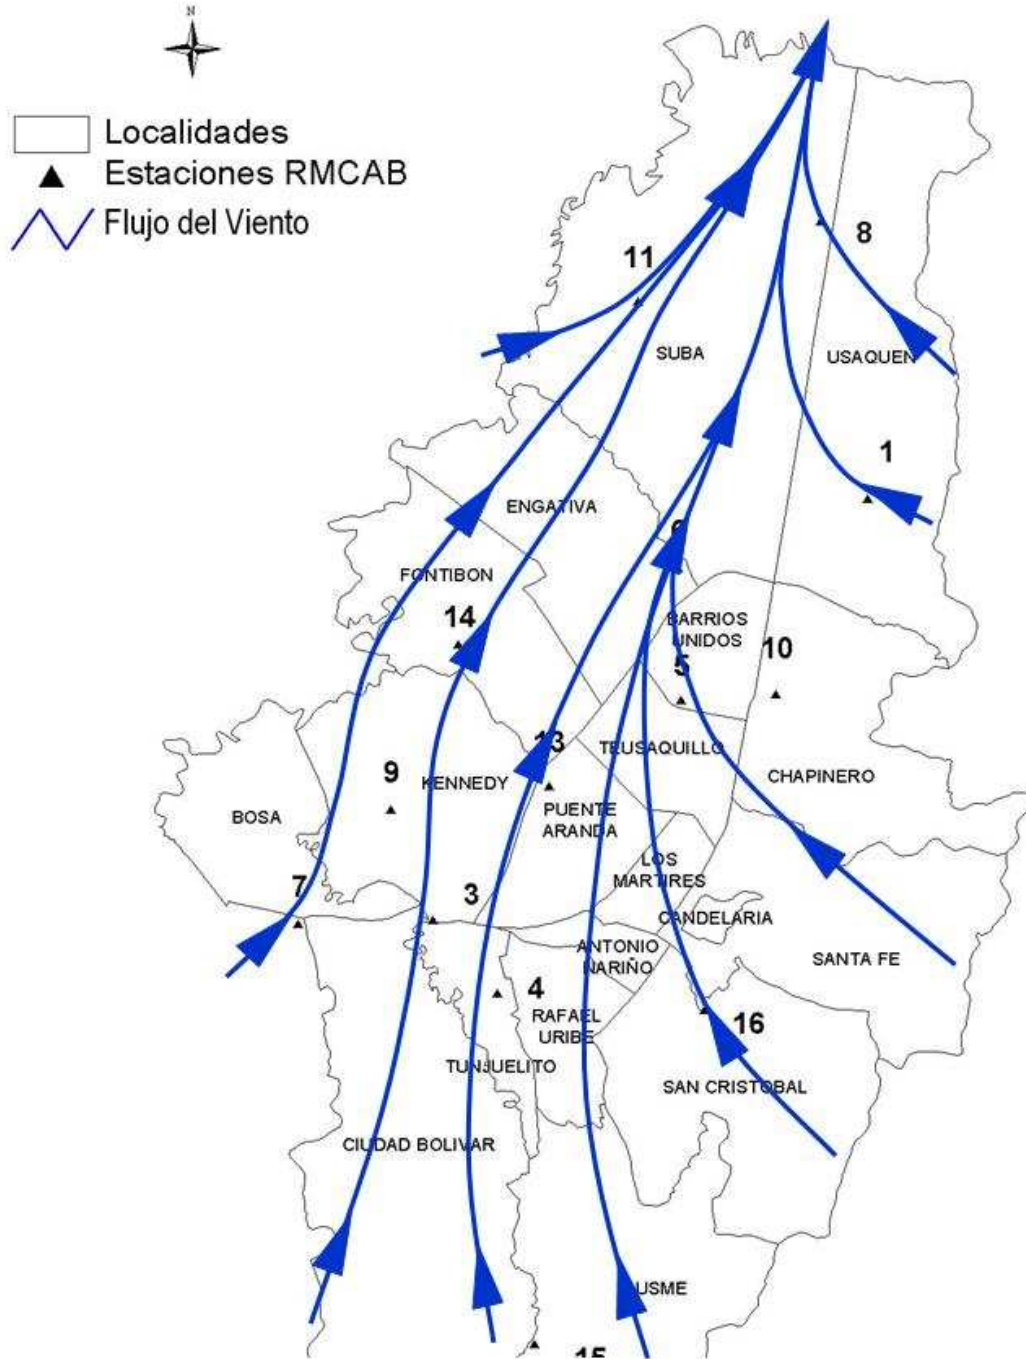 N
Localidades
Estaciones RMCAB
Flujo del Viento
8
11
SUBA
USAQUEN
1
ENGATIVA
6
FONTIBON
14
BARRIOS
UNIDOS
10
5
13
TEUSAQUILLO
9
KENNEDY
CHAPINERO
BOSA
PUENTE
ARANDA
LOS
MARTIRES
7
3
CANDELARIA
ANTONIO
NARIÑO
SANTA FE
4
RAFAEL
URIBE
16
TUNJUELITO
SAN CRISTOBAL
CIUDAD BOLIVAR
USME
15